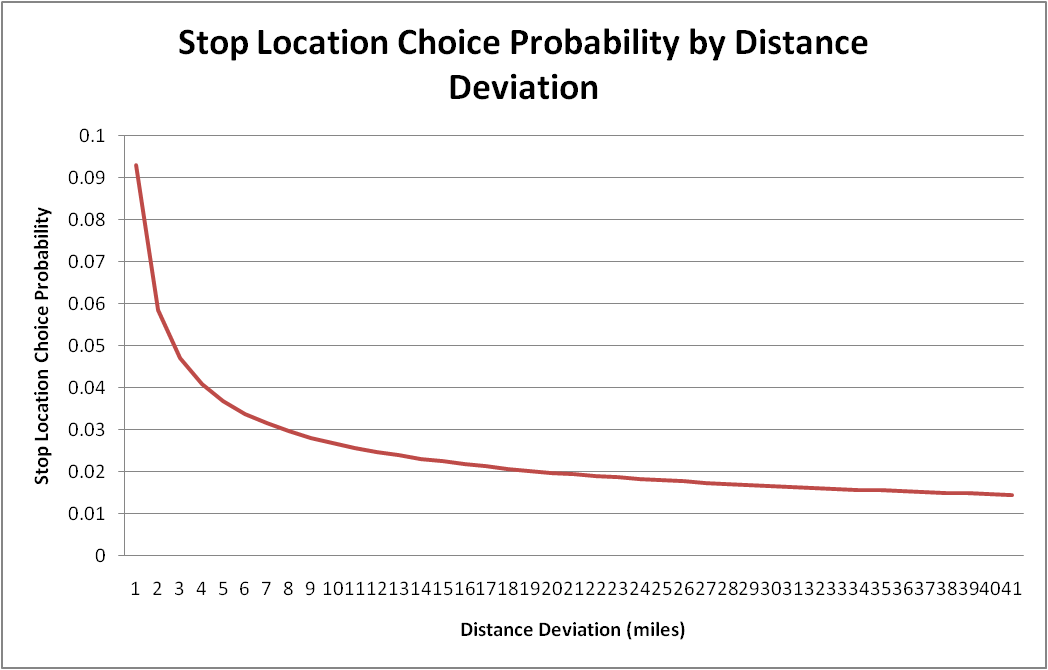 Stop Location Choice Probability by Distance
Deviation
0.1
0.09
0.08
0.07
0.06
0.05
0.04
0.03
0.02
0.01
0
Stop Location Choice Probability
1 2 3 4 5 6 7 8 9 1011121314151617181920212223242526272829303132333435363738394041
Distance Deviation (miles)